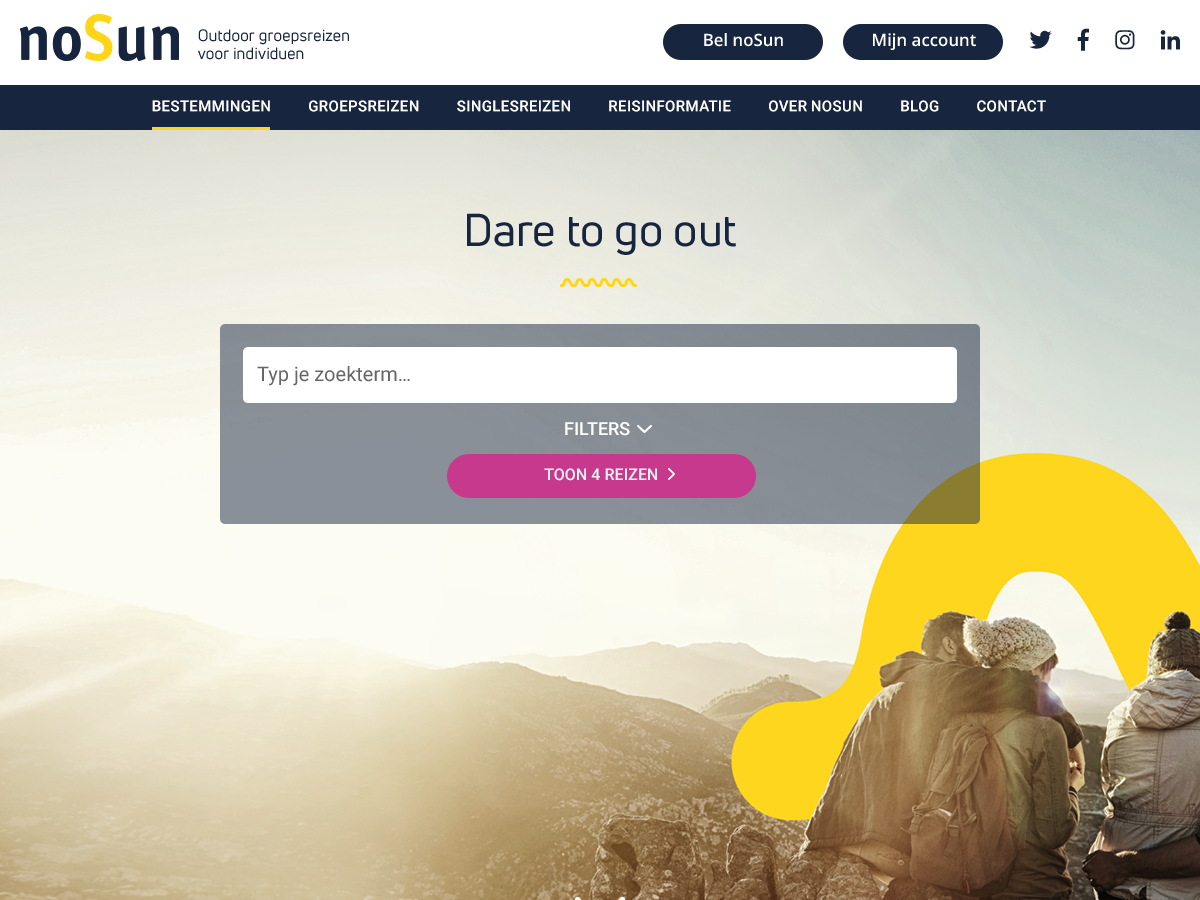 noSun
Outdoor groepsreizen
voor individuen
Bel noSun
Mijn account
BESTEMMINGEN
GROEPSREIZEN
SINGLESREIZEN
REISINFORMATIE
OVER NOSUN
BLOG
CONTACT
Dare to go out
Typ je zoekterm...
FILTERS
TOON 4 REIZEN